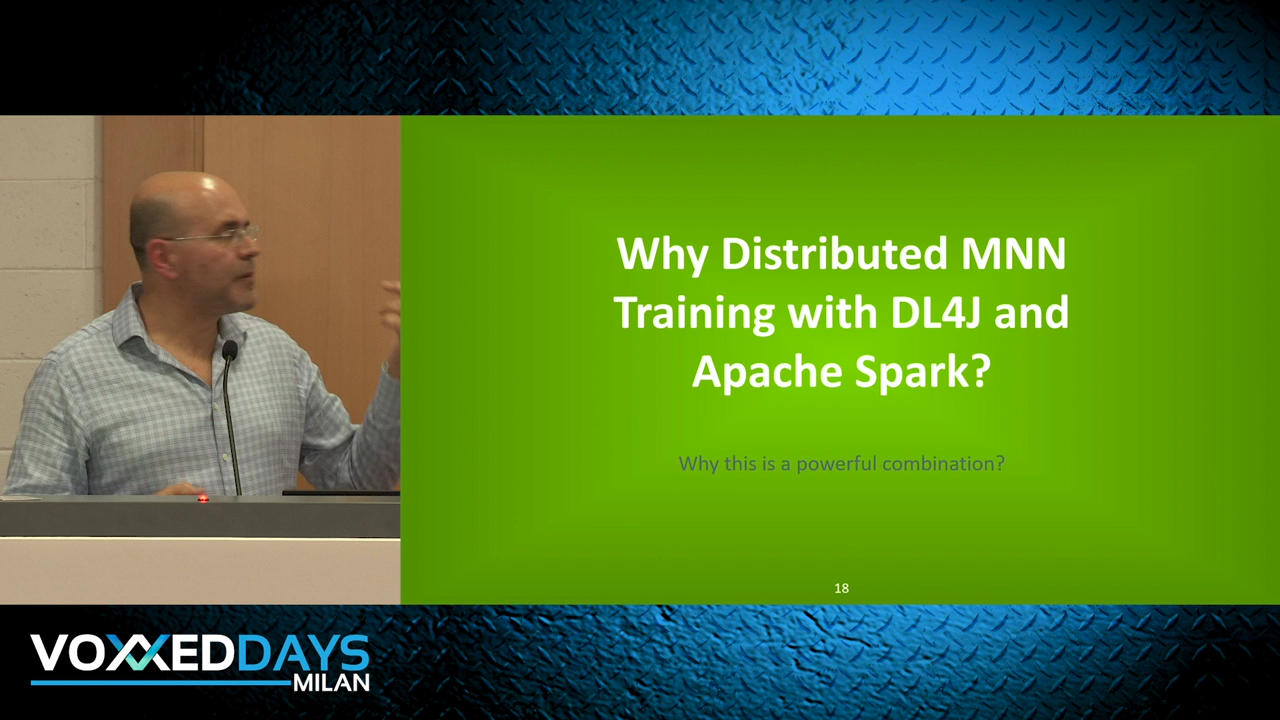 Why Distributed MNN
Training with DL4J and
Apache Spark?
Why this is a powerful combination?
18
VOXXEDDAYS
MILAN